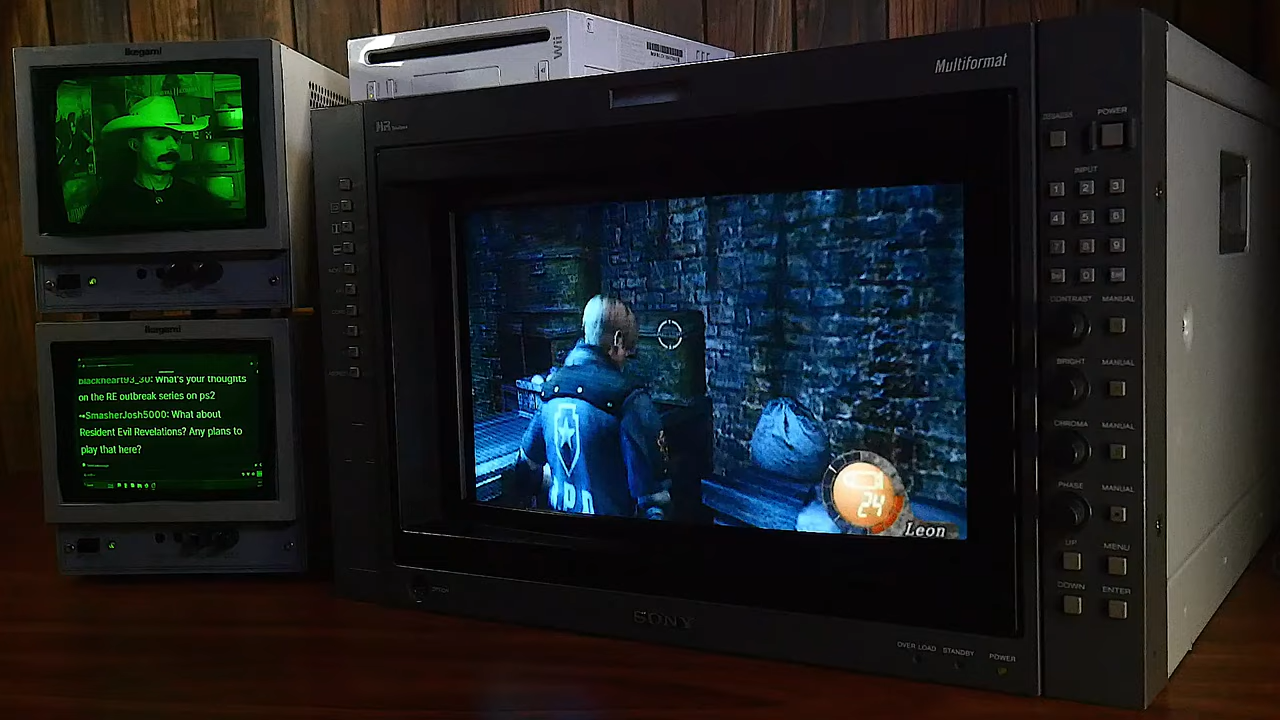 Ikegami
Wii
Multiformat
HR
Ikegami
blackheart93_30: What's your thoughts
on the RE outbreak series on ps2
SmasherJosh5000: What about
Resident Evil Revelations? Any plans to
play that here?
24
Leon
SONY
OVER LOAD STANDBY POWER
DEGAUSS POWER
INPUT
1 2 3
4 5 6
7 8 9
0 Ent
CONTRAST MANUAL
BRIGHT MANUAL
CHROMA MANUAL
PHASE MANUAL
UP MENU
DOWN ENTER